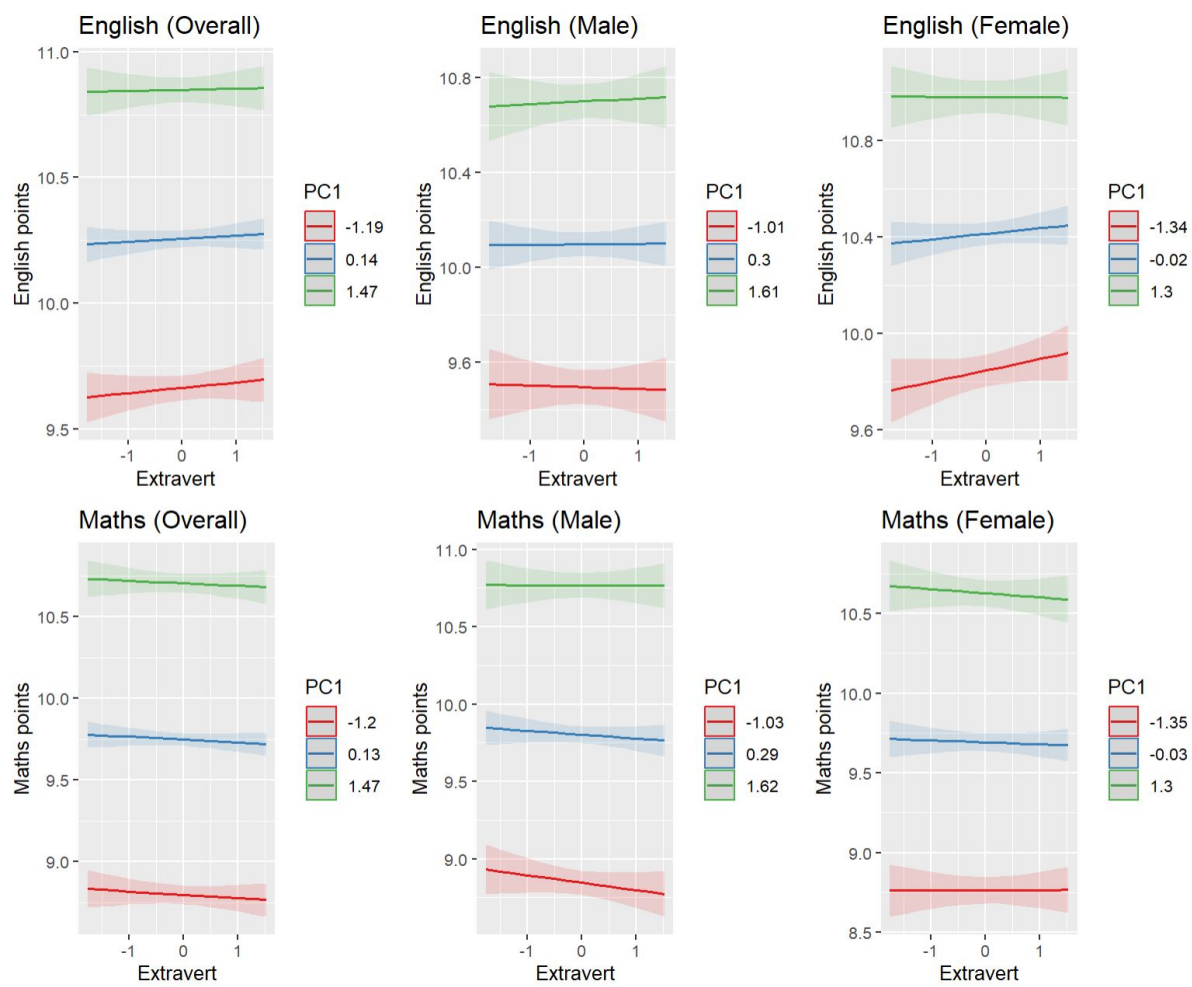 English (Overall)
English points
11.0
10.5
10.0
9.5
-1 0 1
Extravert
PC1
-1.19
0.14
1.47
English (Male)
English points
10.8
10.4
10.0
9.6
-1 0 1
Extravert
PC1
-1.01
0.3
1.61
English (Female)
English points
10.8
10.4
10.0
9.6
-1 0 1
Extravert
PC1
-1.34
-0.02
1.3
Maths (Overall)
Maths points
10.5
10.0
9.5
9.0
-1 0 1
Extravert
PC1
-1.2
0.13
1.47
Maths (Male)
Maths points
11.0
10.5
10.0
9.5
9.0
-1 0 1
Extravert
PC1
-1.03
0.29
1.62
Maths (Female)
Maths points
10.5
10.0
9.5
9.0
8.5
-1 0 1
Extravert
PC1
-1.35
-0.03
1.3